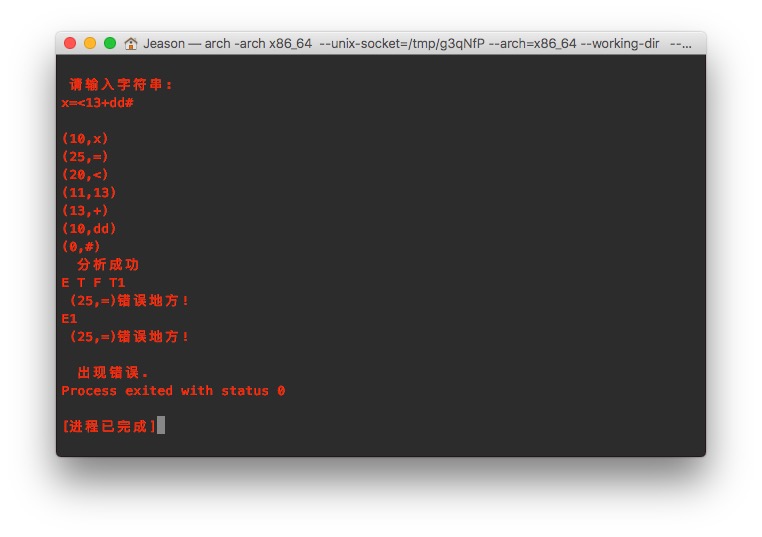 Jeason — arch -arch x86_64 --unix-socket=/tmp/g3qNfP --arch=x86_64 --working-dir --...
请输入字符串:
x=<13+dd#
(10,x)
(25,=)
(20,<)
(11,13)
(13,+)
(10,dd)
(0,#)
分析成功
E T F T1
(25,=)错误地方!
E1
(25,=)错误地方!
出现错误.
Process exited with status 0
[进程已完成]